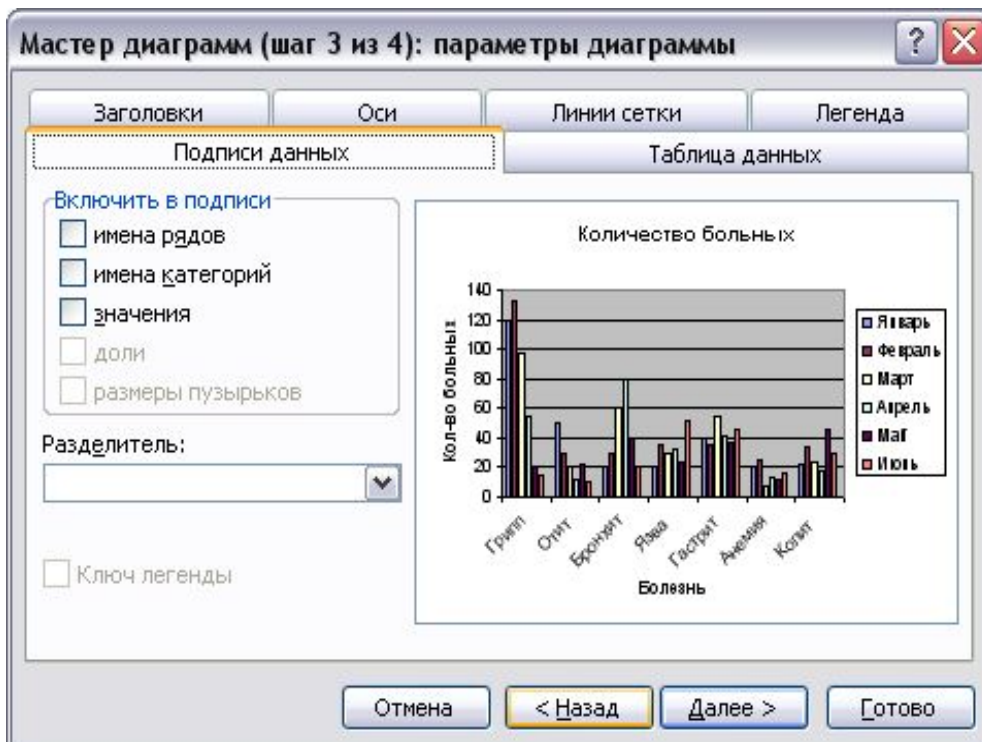 Мастер диаграмм (шаг 3 из 4): параметры диаграммы
Заголовки
Оси
Линии сетки
Легенда
Подписи данных
Таблица данных
Включить в подписи
имена рядов
имена категорий
значения
доли
размеры пузырьков
Разделитель:
Ключ легенды
Количество больных
Кол-во больных
140
120
100
80
60
40
20
0
Грипп
Отит
Бронхит
Язва
Гастрит
Анемия
Колит
Болезнь
Январь
Февраль
Март
Апрель
Май
Июнь
Отмена
< Назад
Далее >
Готово